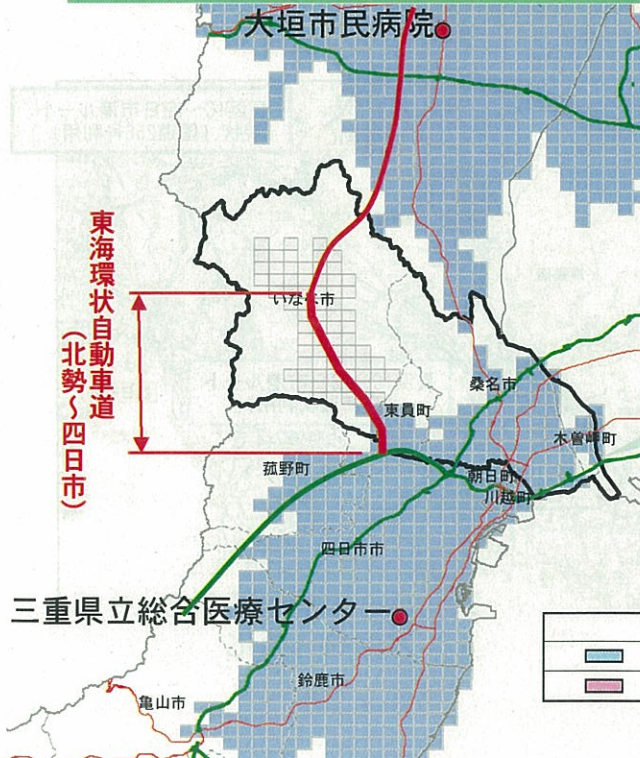 大垣市民病院
東海環状自動車道
（北勢～四日市）
いなべ市
桑名市
東員町
木曽岬町
菰野町
朝日町
川越町
四日市市
三重県立総合医療センター
鈴鹿市
亀山市